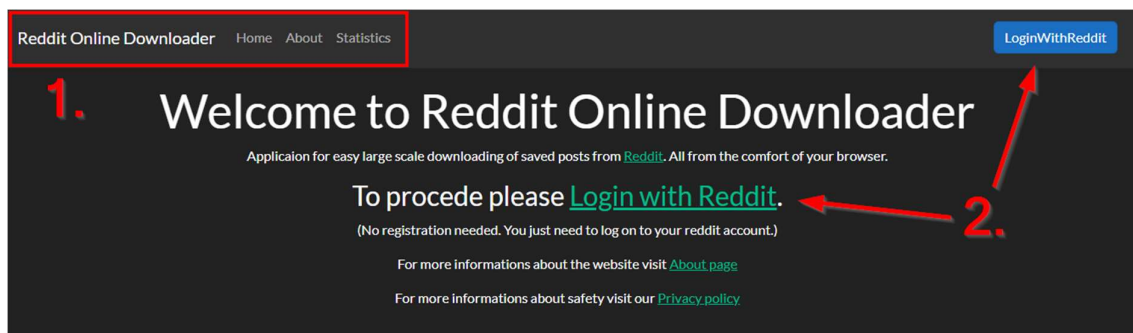 Reddit Online Downloader Home About Statistics LoginWithReddit
1.
Welcome to Reddit Online Downloader
Applicaion for easy large scale downloading of saved posts from Reddit. All from the comfort of your browser.
To procede please Login with Reddit.
2.
(No registration needed. You just need to log on to your reddit account.)
For more informations about the website visit About page
For more informations about safety visit our Privacy policy